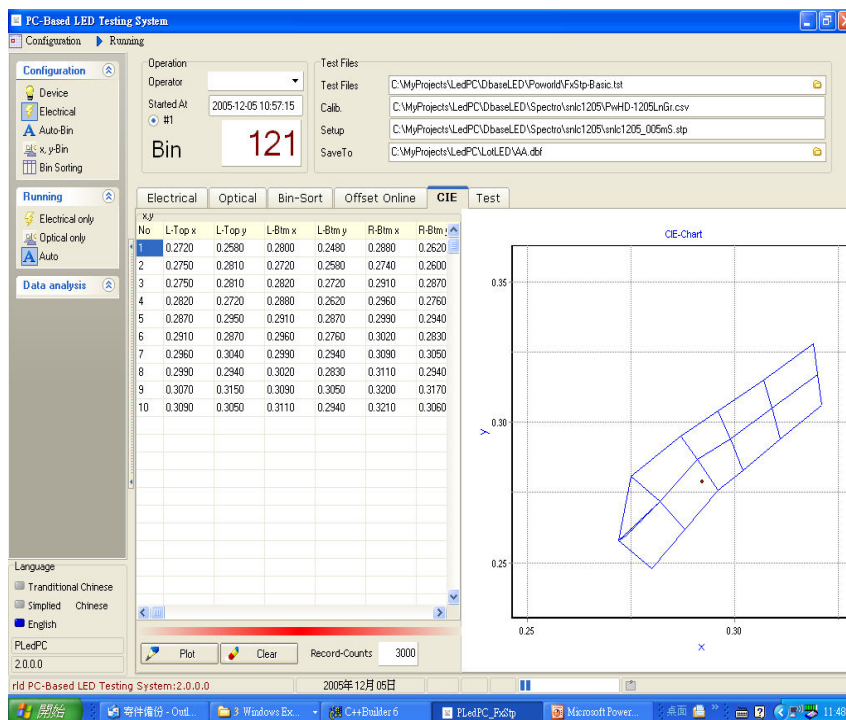 PC-Based LED Testing System
Configuration Running
Configuration
Device
Electrical
Auto-Bin
x, y-Bin
Bin Sorting
Running
Electrical only
Optical only
Auto
Data analysis
Operation
Operator
Started At 2005-12-05 10:57:15
#1
Bin 121
Test Files
Test Files C:\MyProjects\LedPC\DbaseLED\Poworld\FxStp-Basic.tst
Calib. C:\MyProjects\LedPC\DbaseLED\Spectro\snlc1205\PwHD-1205LnGr.csv
Setup C:\MyProjects\LedPC\DbaseLED\Spectro\snlc1205\snlc1205_005mS.stp
SaveTo C:\MyProjects\LedPC\LotLED\AA.dbf
Electrical Optical Bin-Sort Offset Online CIE Test
x,y
No L-Top x L-Top y L-Btm x L-Btm y R-Btm x R-Btm
1 0.2720 0.2580 0.2800 0.2480 0.2880 0.2620
2 0.2750 0.2810 0.2720 0.2580 0.2740 0.2600
3 0.2750 0.2810 0.2820 0.2720 0.2910 0.2870
4 0.2820 0.2720 0.2880 0.2620 0.2960 0.2760
5 0.2870 0.2950 0.2910 0.2870 0.2990 0.2940
6 0.2910 0.2870 0.2960 0.2760 0.3020 0.2830
7 0.2960 0.3040 0.2990 0.2940 0.3090 0.3050
8 0.2990 0.2940 0.3020 0.2830 0.3110 0.2940
9 0.3070 0.3150 0.3090 0.3050 0.3200 0.3170
10 0.3090 0.3050 0.3110 0.2940 0.3210 0.3060
Plot Clear Record-Counts 3000
CIE-Chart
0.35
0.30
0.25
y
0.25 0.30
x
Language
Tranditional Chinese
Simplied Chinese
English
PLedPC
2.0.0.0
rld PC-Based LED Testing System:2.0.0.0 2005年12月05日
開始 寄件備份 - Outl... 3 Windows Ex... C++Builder 6 PLedPC_FxStp Microsoft Power... 桌面 » 11:48